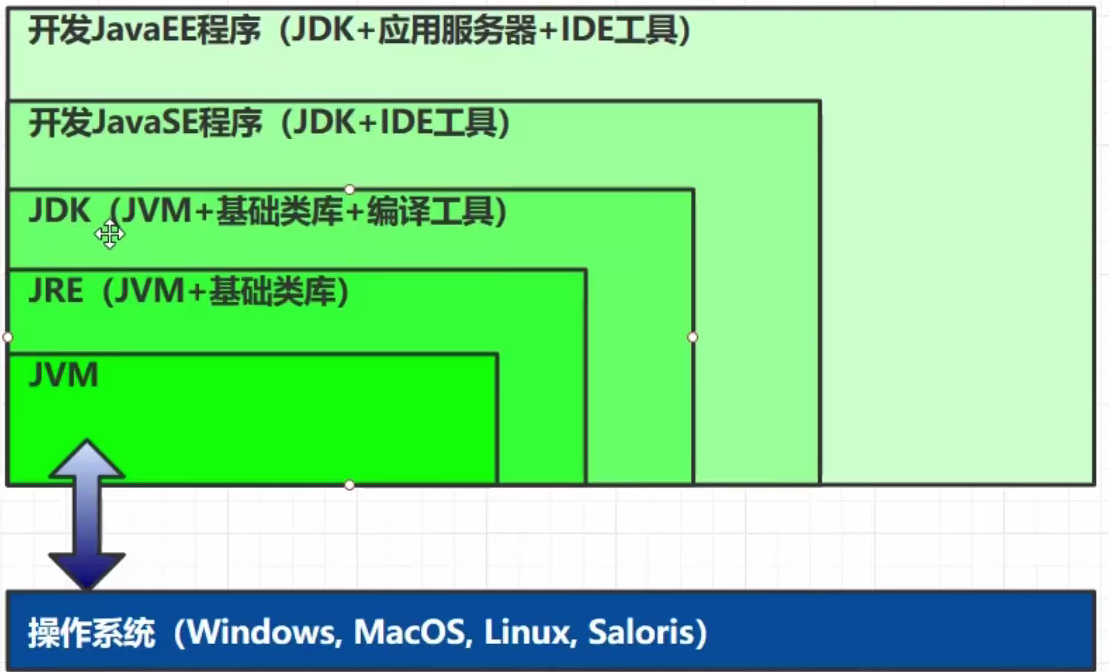 开发JavaEE程序（JDK+应用服务器+IDE工具）
开发JavaSE程序（JDK+IDE工具）
JDK（JVM+基础类库+编译工具）
JRE（JVM+基础类库）
JVM
操作系统（Windows, MacOS, Linux, Saloris）